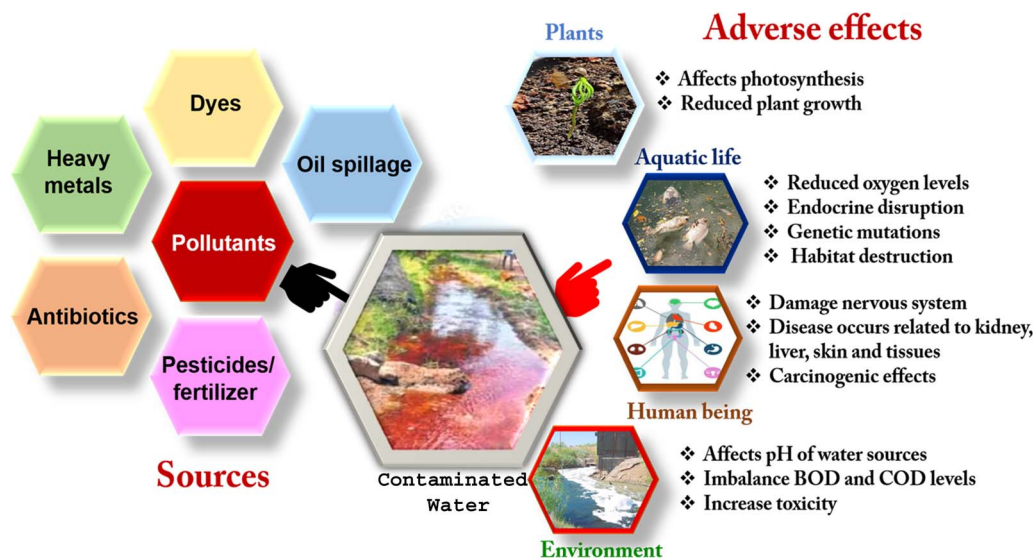 Dyes
Heavy
metals
Oil spillage
Pollutants
Antibiotics
Pesticides/
fertilizer
Sources
Contaminated
Water
Adverse effects
Plants
❖ Affects photosynthesis
❖ Reduced plant growth
Aquatic life
❖ Reduced oxygen levels
❖ Endocrine disruption
❖ Genetic mutations
❖ Habitat destruction
❖ Damage nervous system
❖ Disease occurs related to kidney,
liver, skin and tissues
❖ Carcinogenic effects
Human being
❖ Affects pH of water sources
❖ Imbalance BOD and COD levels
❖ Increase toxicity
Environment